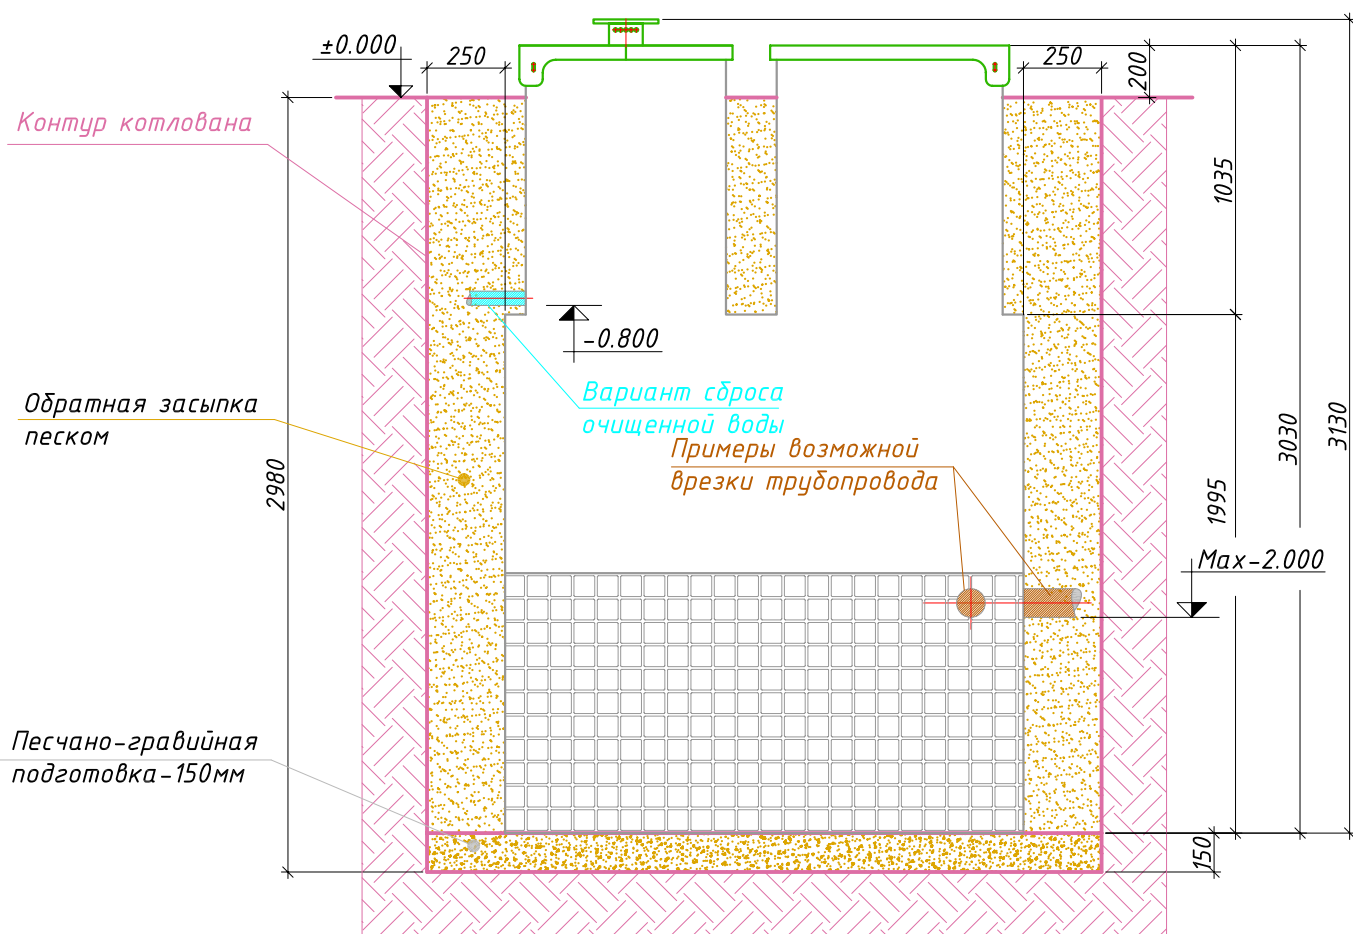 ±0.000
250
250
200
Контур котлована
1035
-0.800
Вариант сброса
очищенной воды
Обратная засыпка
песком
Примеры возможной
врезки трубопровода
2980
1995
3030
3130
Max-2.000
Песчано-гравийная
подготовка-150мм
150